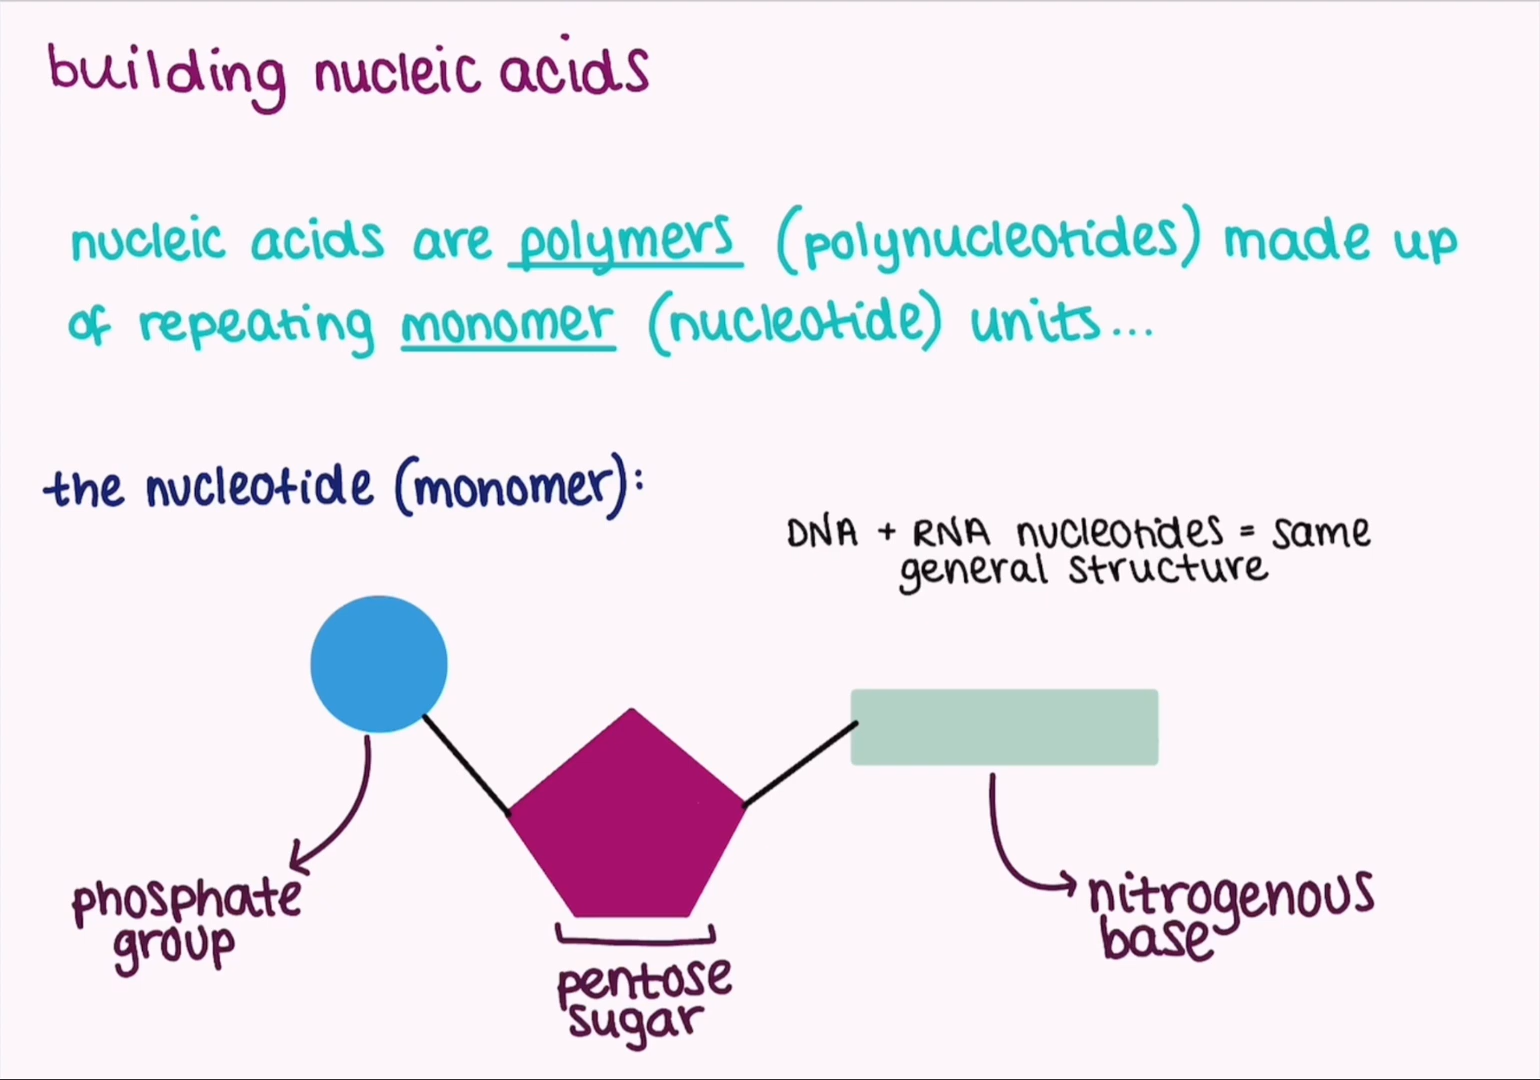 building nucleic acids
nucleic acids are polymers (polynucleotides) made up
of repeating monomer (nucleotide) units...
the nucleotide (monomer):
DNA + RNA nucleotides = same
general structure
phosphate
group
pentose
sugar
nitrogenous
base